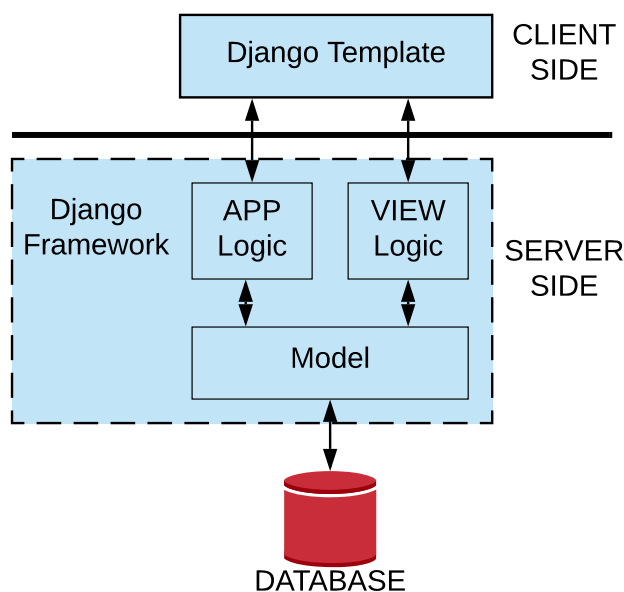 Django Template
CLIENT
SIDE
Django
Framework
APP
Logic
VIEW
Logic
SERVER
SIDE
Model
DATABASE